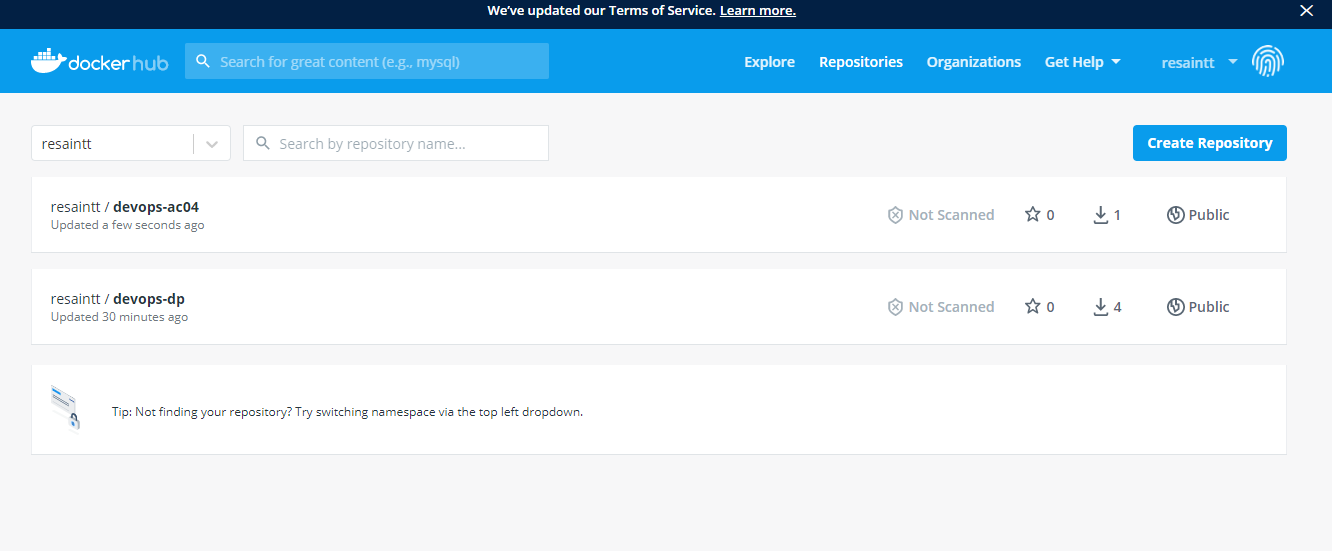 We've updated our Terms of Service. Learn more.
docker hub
Search for great content (e.g., mysql)
Explore
Repositories
Organizations
Get Help
resaintt
resaintt
Search by repository name...
Create Repository
resaintt / devops-ac04
Updated a few seconds ago
Not Scanned
0
1
Public
resaintt / devops-dp
Updated 30 minutes ago
Not Scanned
0
4
Public
Tip: Not finding your repository? Try switching namespace via the top left dropdown.